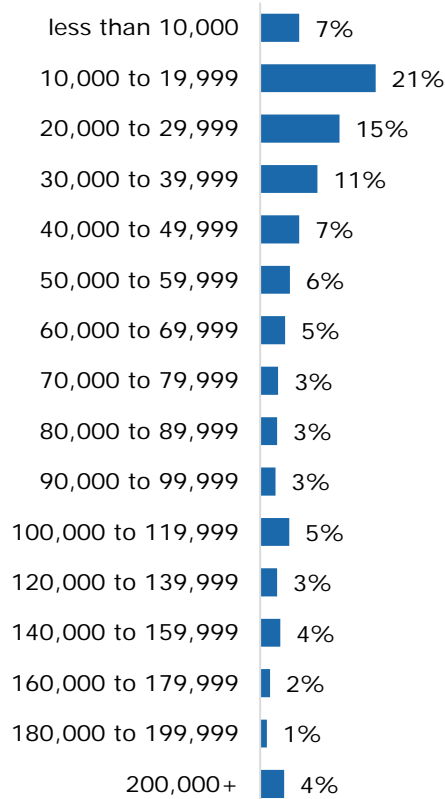 less than 10,000 7%
10,000 to 19,999 21%
20,000 to 29,999 15%
30,000 to 39,999 11%
40,000 to 49,999 7%
50,000 to 59,999 6%
60,000 to 69,999 5%
70,000 to 79,999 3%
80,000 to 89,999 3%
90,000 to 99,999 3%
100,000 to 119,999 5%
120,000 to 139,999 3%
140,000 to 159,999 4%
160,000 to 179,999 2%
180,000 to 199,999 1%
200,000+ 4%